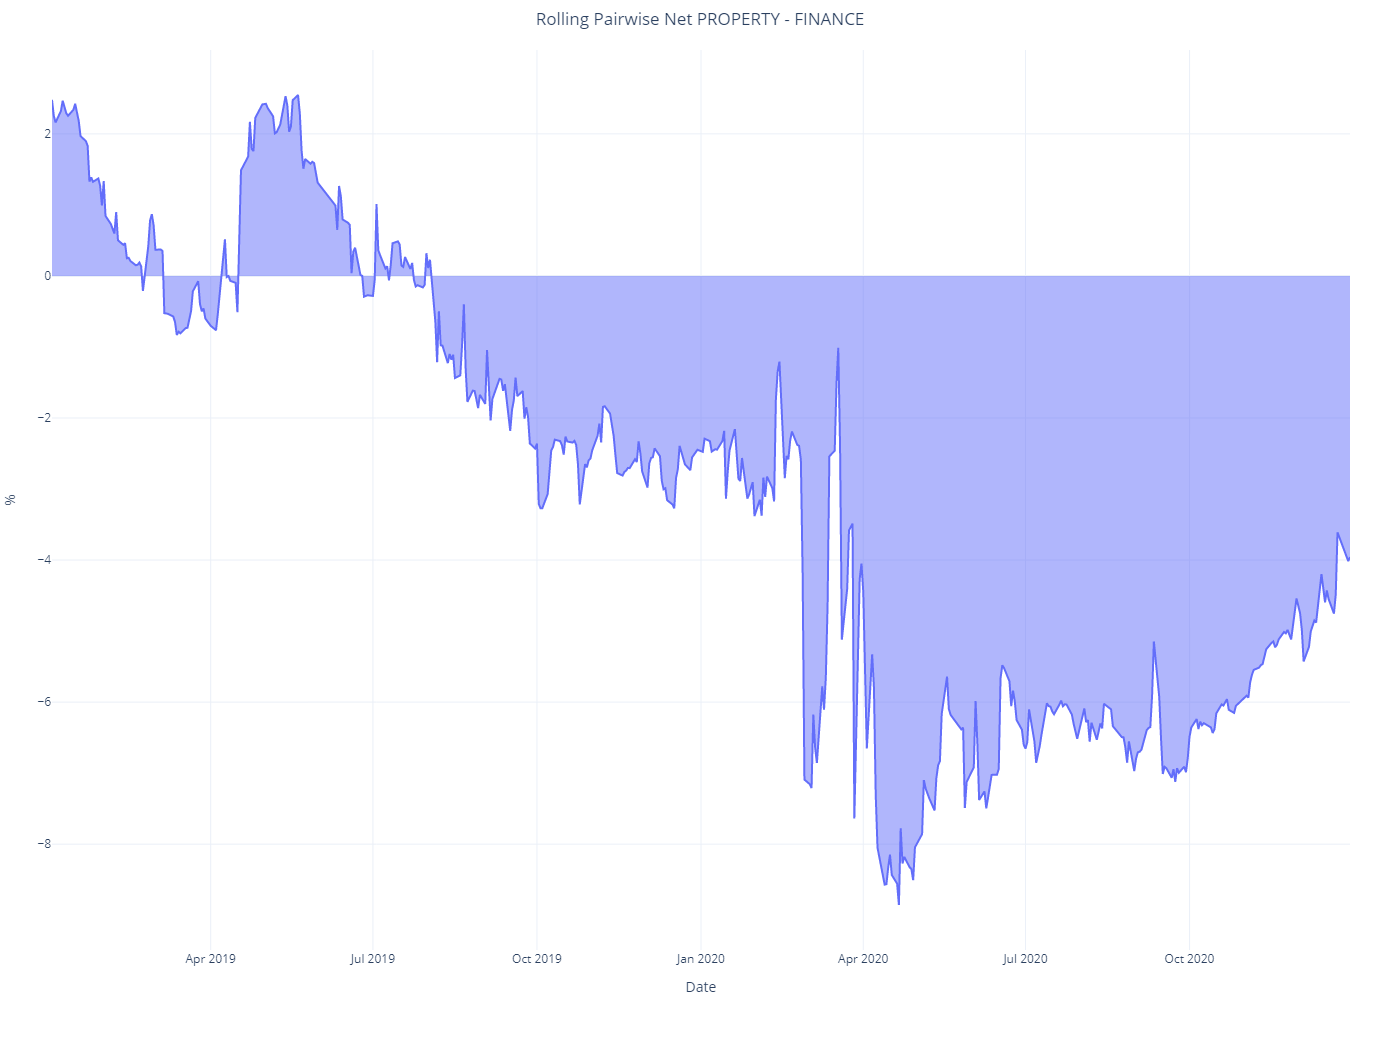 Rolling Pairwise Net PROPERTY - FINANCE
2
0
−2
−4
−6
−8
%
Apr 2019
Jul 2019
Oct 2019
Jan 2020
Apr 2020
Jul 2020
Oct 2020
Date